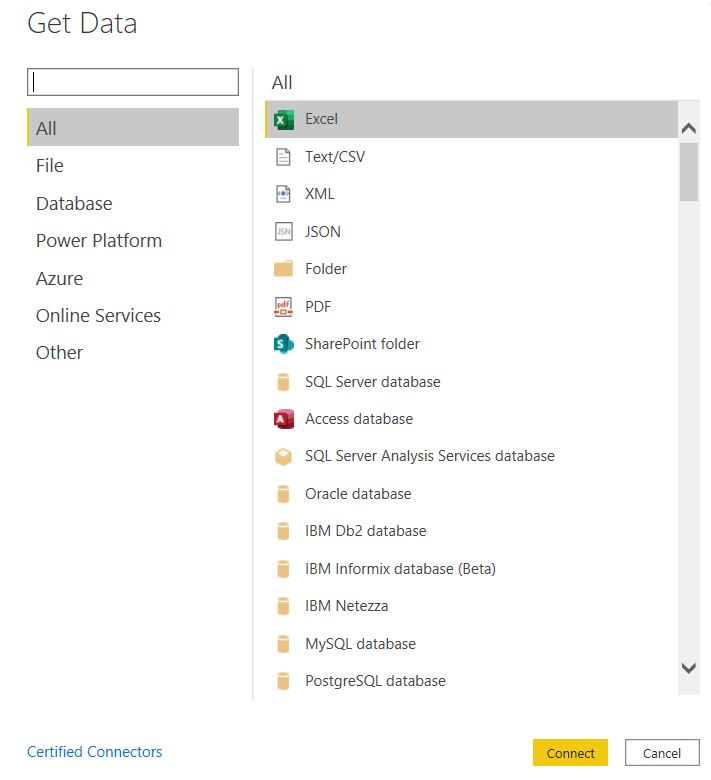 Get Data
All
File
Database
Power Platform
Azure
Online Services
Other
All
Excel
Text/CSV
XML
JSN JSON
Folder
pdf PDF
SharePoint folder
SQL Server database
Access database
SQL Server Analysis Services database
Oracle database
IBM Db2 database
IBM Informix database (Beta)
IBM Netezza
MySQL database
PostgreSQL database
Certified Connectors
Connect
Cancel